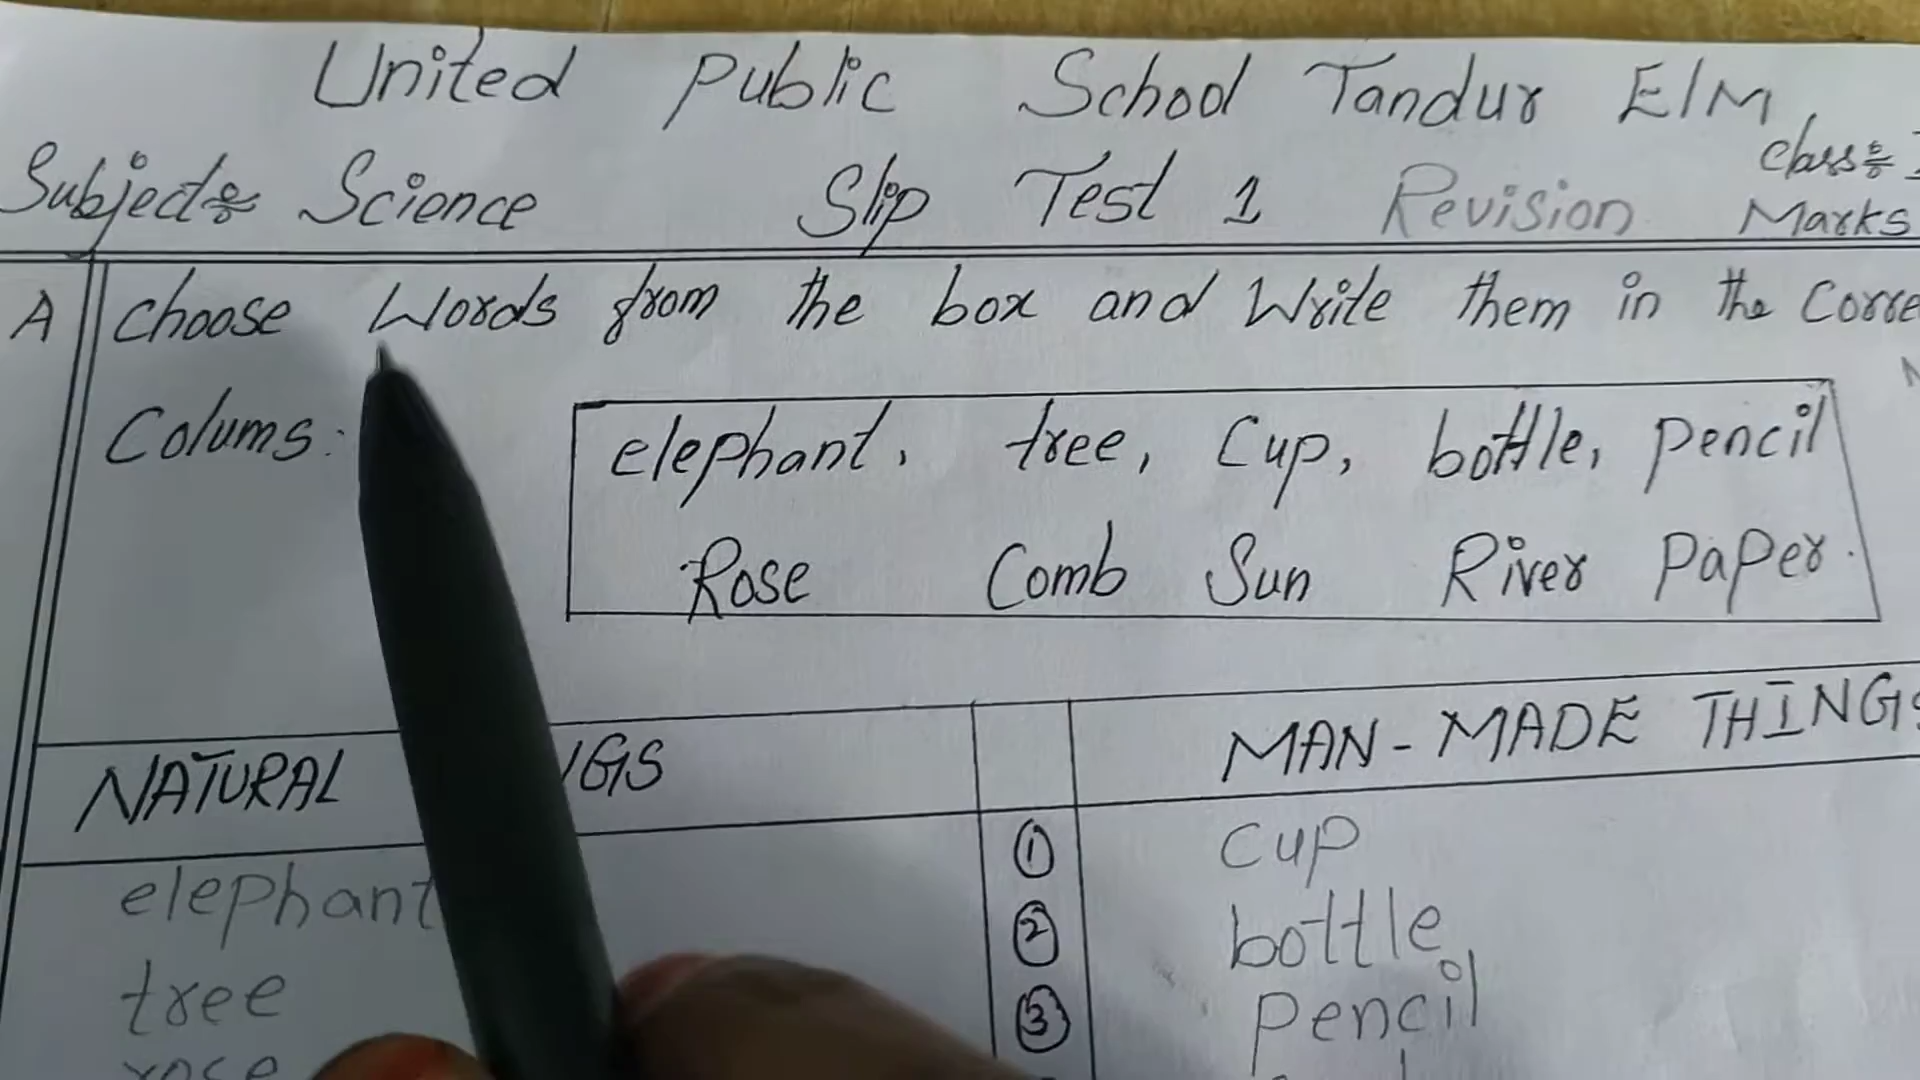 United Public School Tandur E/M
Class:
Subject: Science Slip Test 1 Revision Marks
A Choose Words from the box and Write them in the
Colums:
elephant, tree, Cup, bottle, Pencil
Rose Comb Sun River Paper.
NATURAL MAN-MADE THINGS
elephant ① Cup
tree ② bottle
rose ③ Pencil